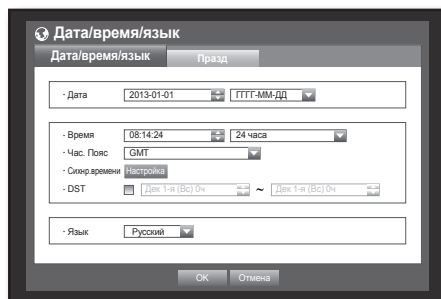 Дата/время/язык
Дата/время/язык Празд
· Дата 2013-01-01 ГГГГ-ММ-ДД
· Время 08:14:24 24 часа
· Час. Пояс GMT
· Сихнр.времени Настройка
· DST Дек 1-я (Вс) 0ч ~ Дек 1-я (Вс) 0ч
· Язык Русский
OK Отмена